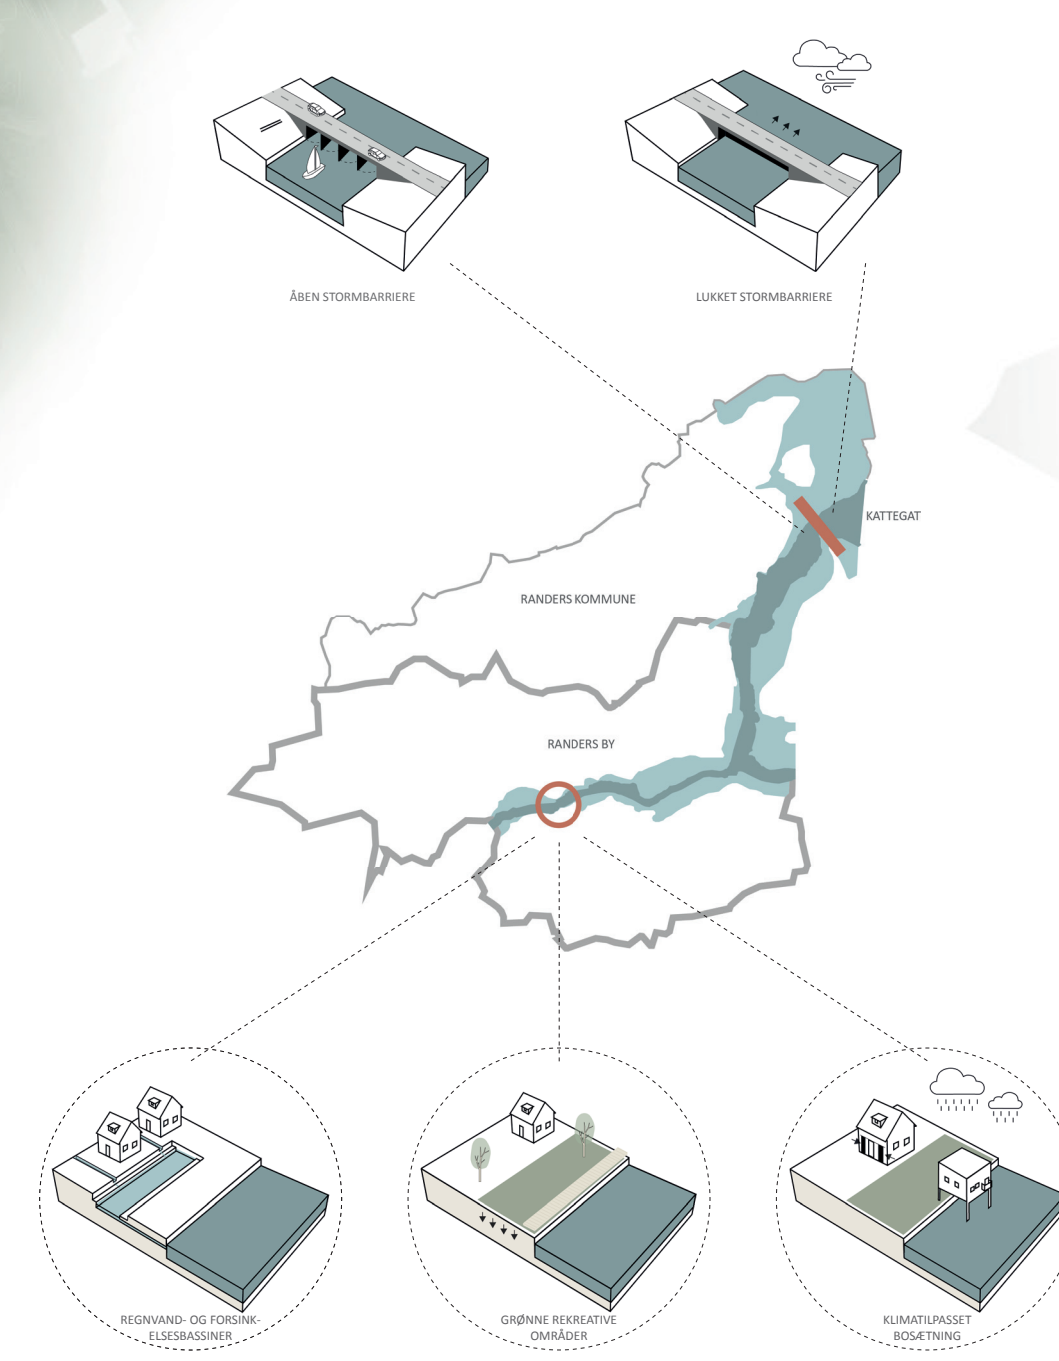 ÅBEN STORMBARRIERE
LUKKET STORMBARRIERE
KATTEGAT
RANDERS KOMMUNE
RANDERS BY
REGNVAND- OG FORSINK-
ELSESBASSINER
GRØNNE REKREATIVE
OMRÅDER
KLIMATILPASSET
BOSÆTNING